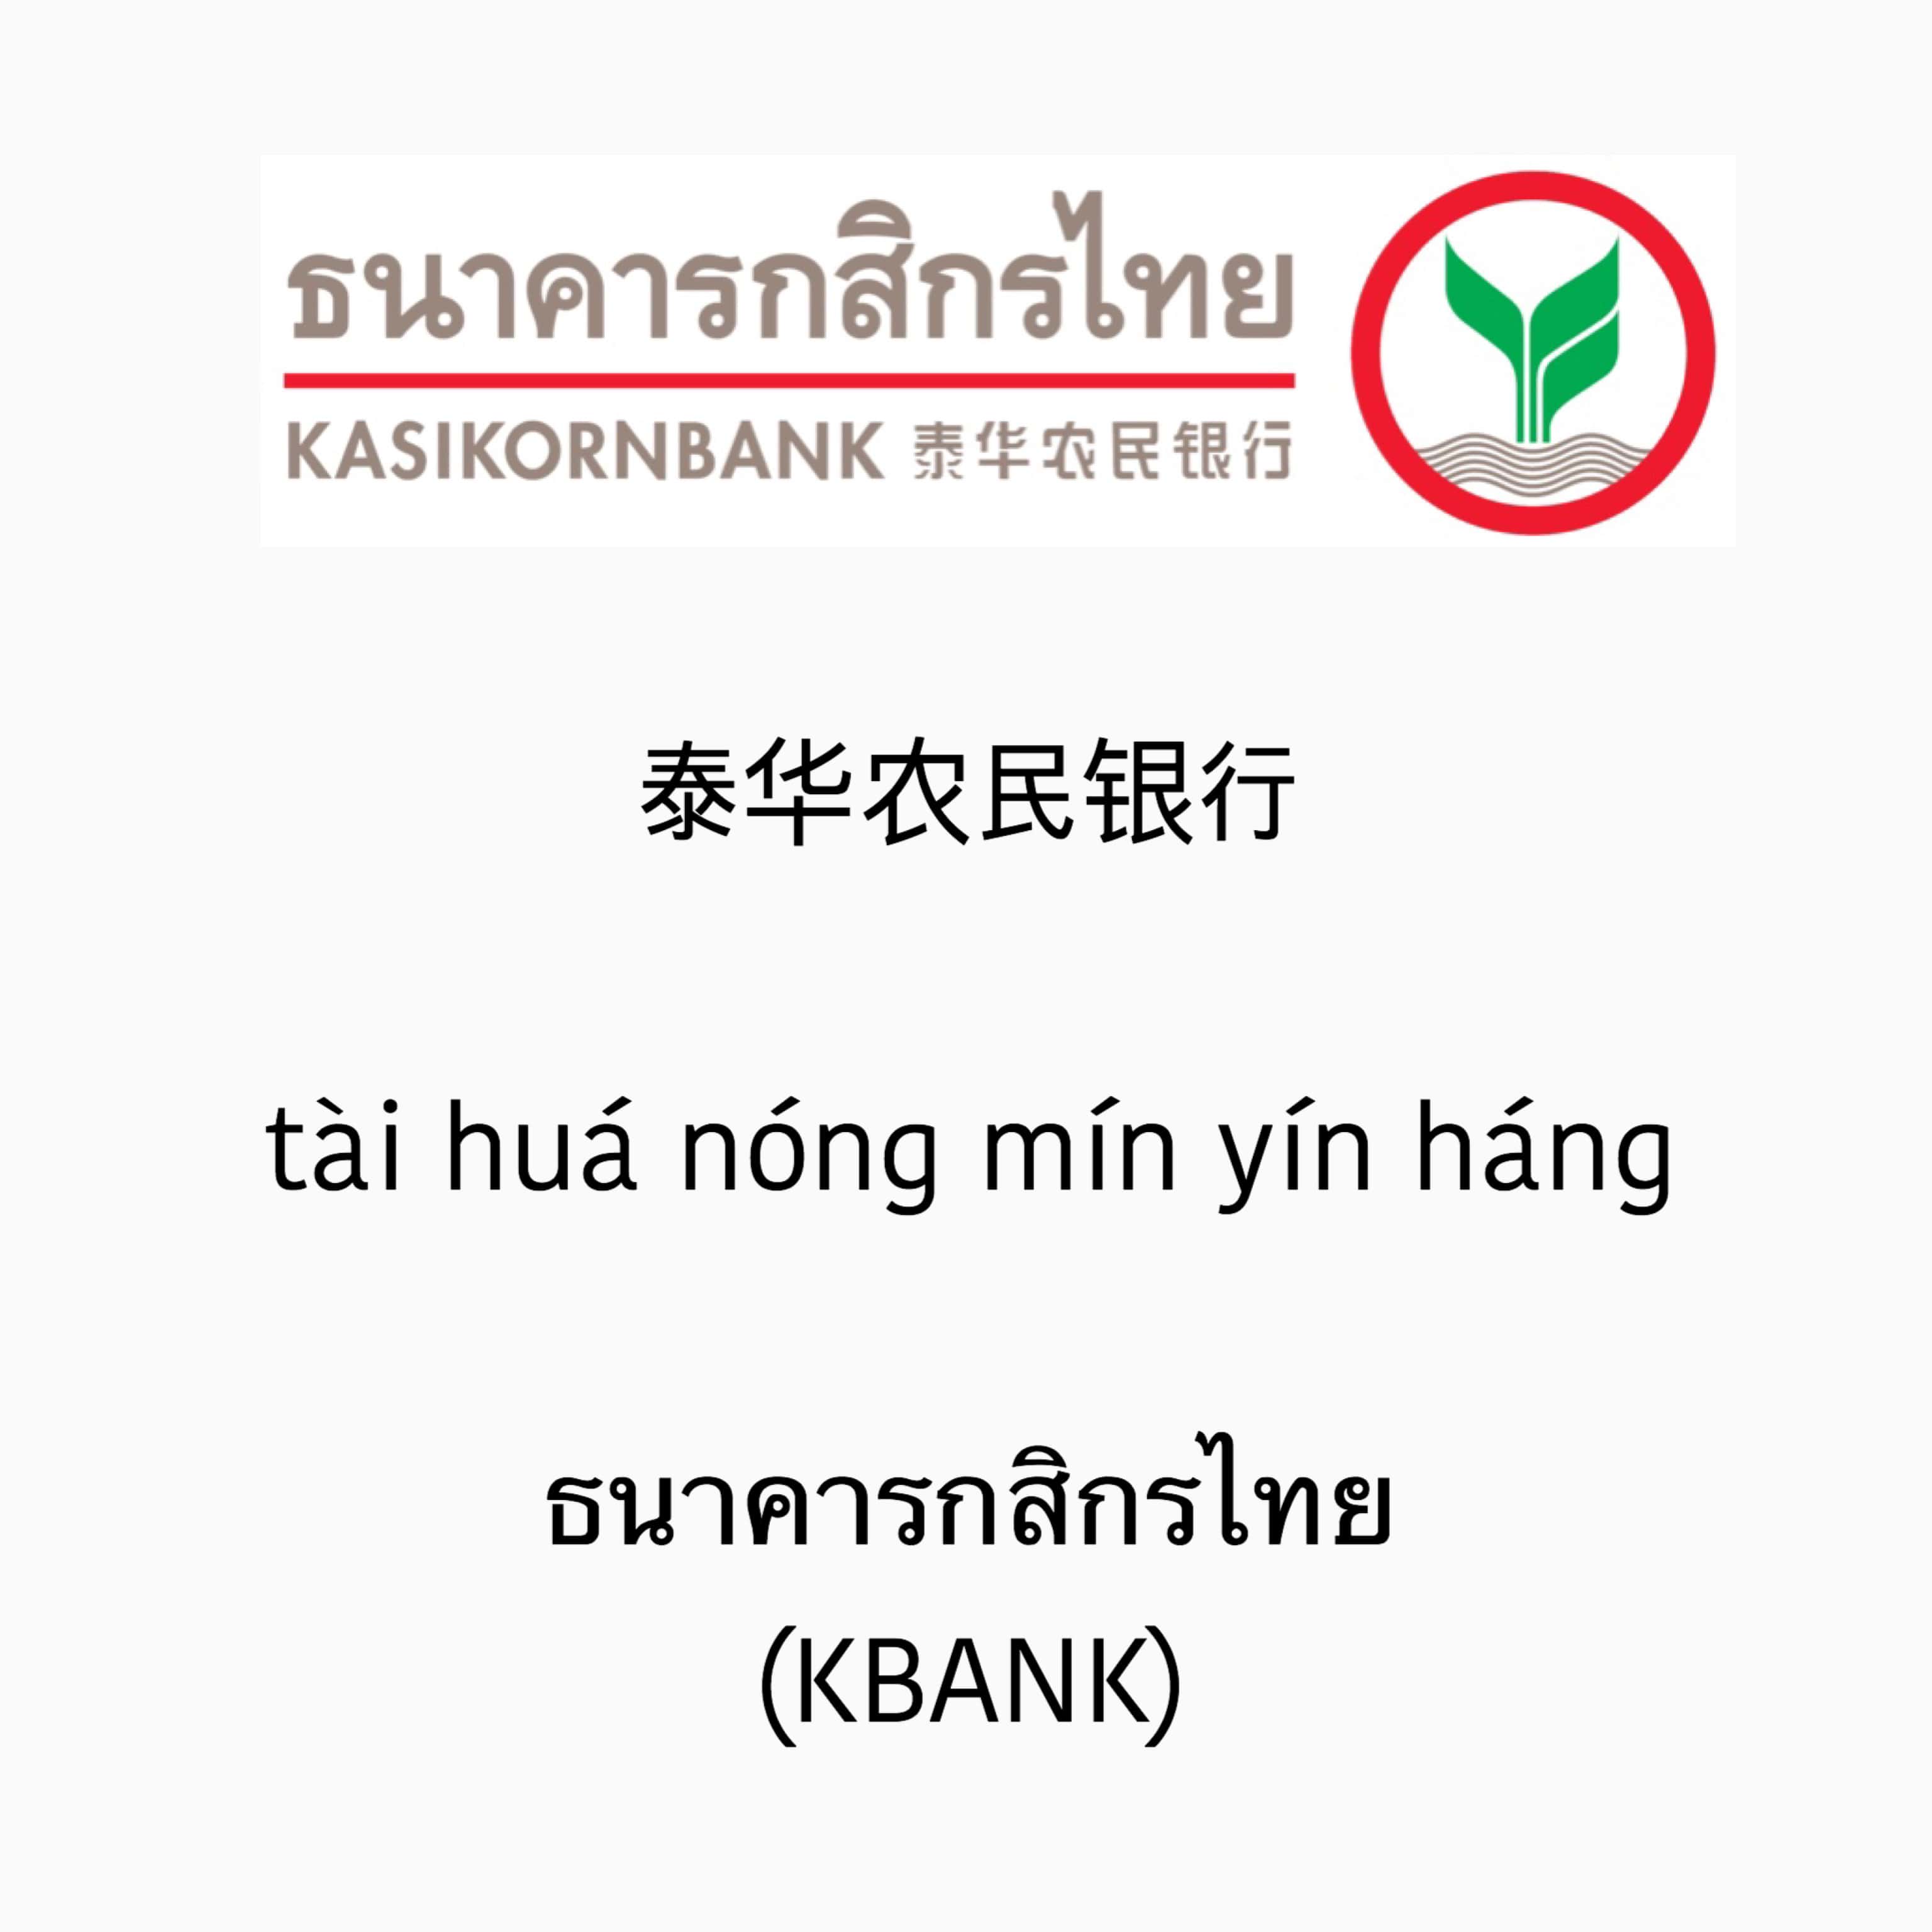 ธนาคารกสิกรไทย
KASIKORNBANK 泰华农民银行
泰华农民银行
tài huá nóng mín yín háng
ธนาคารกสิกรไทย
(KBANK)